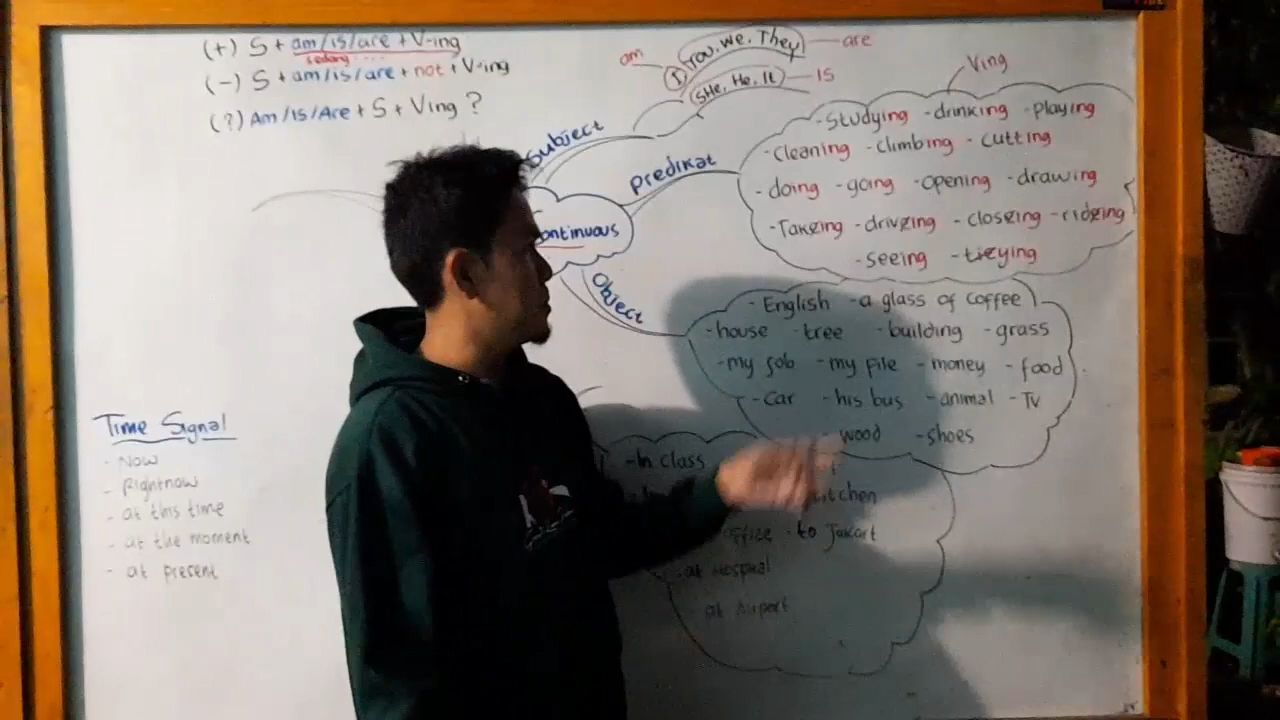 (+) S + am/is/are + V-ing
sedang ....
(-) S + am/is/are + not + V-ing
(?) Am/Is/Are + S + Ving ?
am
I
You. We. They
are
SHe, He, It
is
Subject
Predikat
Ving
- Studying - drinking - playing
- cleaning - climbing - cutting
- doing - going - opening - drawing
- Takeing - driveing - closeing - rideing
- seeing - tieying
ontinuous
Object
- English - a glass of coffee
- house - tree - building - grass
- my job - my file - money - food
- car - his bus - animal - TV
wood - shoes
- In class
itchen
office - to Jakart
- at Hospital
at airport
Time Signal
- Now
- Rightnow
- at this time
- at the moment
- at present